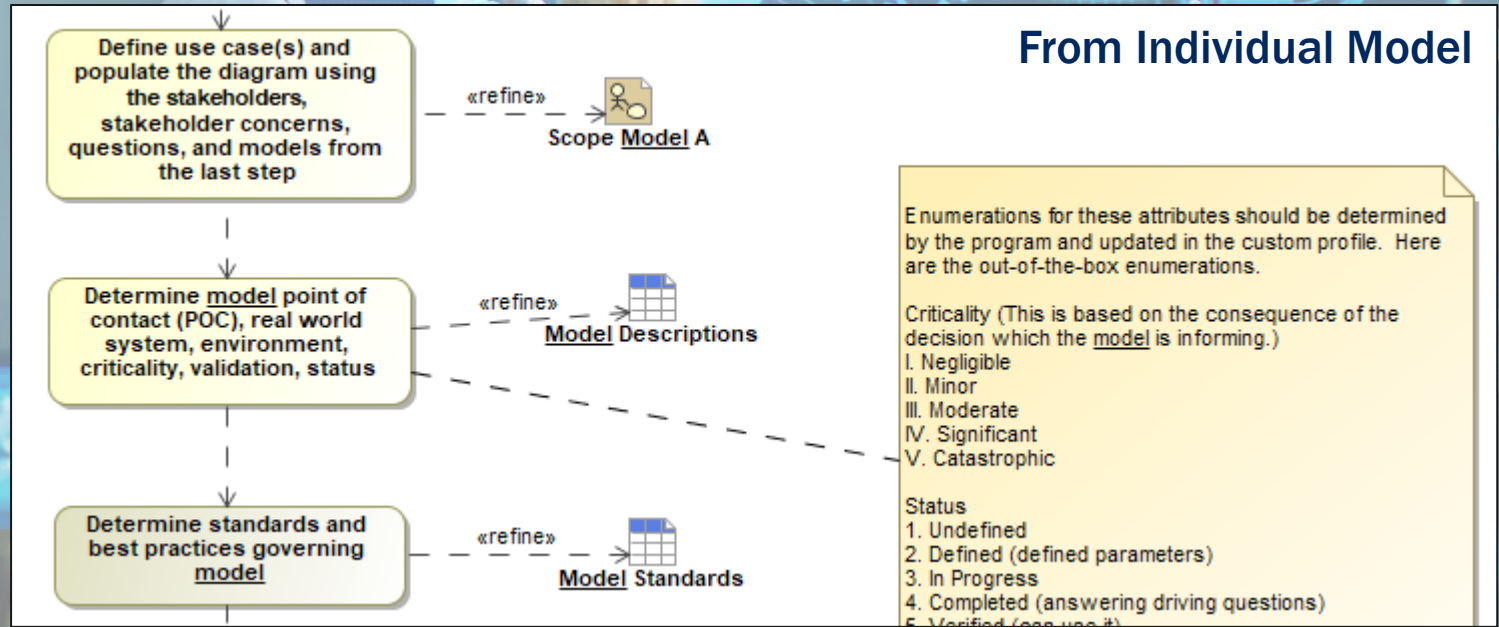 From Individual Model
Define use case(s) and
populate the diagram using
the stakeholders,
stakeholder concerns,
questions, and models from
the last step
«refine»
Scope Model A
Determine model point of
contact (POC), real world
system, environment,
criticality, validation, status
«refine»
Model Descriptions
Determine standards and
best practices governing
model
«refine»
Model Standards
Enumerations for these attributes should be determined
by the program and updated in the custom profile.  Here
are the out-of-the-box enumerations.
Criticality (This is based on the consequence of the
decision which the model is informing.)
I. Negligible
II. Minor
III. Moderate
IV. Significant
V. Catastrophic
Status
1. Undefined
2. Defined (defined parameters)
3. In Progress
4. Completed (answering driving questions)
5. Verified (can use it)